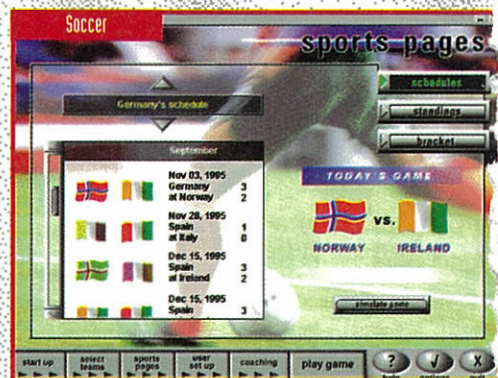 Soccer
sports pages
schedules
standings
bracket
Germany's schedule
September
Nov 03, 1995
Germany 3
at Norway 2
Nov 28, 1995
Spain 1
at Italy 0
Dec 15, 1995
Spain 3
at Ireland 2
Dec 15, 1995
Spain 3
TODAY'S GAME
VS.
NORWAY IRELAND
simulate game
start up
select teams
sports pages
user set up
coaching
play game
?
X